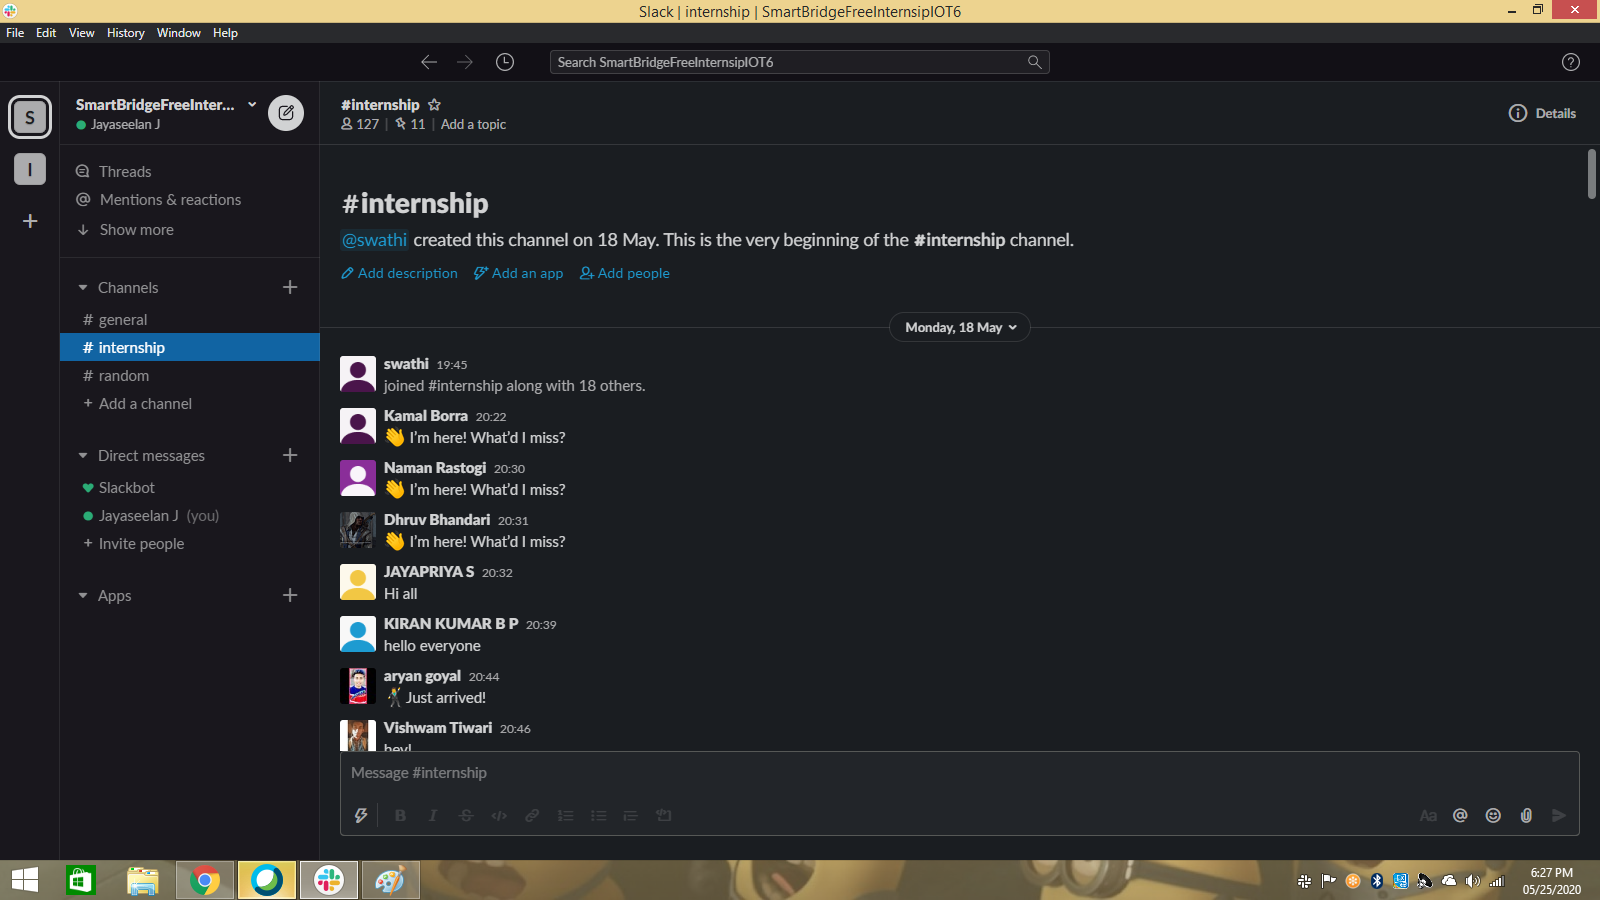 Slack | internship | SmartBridgeFreeInternsipIOT6
File Edit View History Window Help
Search SmartBridgeFreeInternsipIOT6
S
I
SmartBridgeFreeInter...
Jayaseelan J
Threads
Mentions & reactions
Show more
Channels
# general
# internship
# random
+ Add a channel
Direct messages
Slackbot
Jayaseelan J (you)
+ Invite people
Apps
#internship
127 | 11 | Add a topic
Details
#internship
@swathi created this channel on 18 May. This is the very beginning of the #internship channel.
Add description Add an app Add people
Monday, 18 May
swathi 19:45
joined #internship along with 18 others.
Kamal Borra 20:22
👋 I'm here! What'd I miss?
Naman Rastogi 20:30
👋 I'm here! What'd I miss?
Dhruv Bhandari 20:31
👋 I'm here! What'd I miss?
JAYAPRIYA S 20:32
Hi all
KIRAN KUMAR B P 20:39
hello everyone
aryan goyal 20:44
Just arrived!
Vishwam Tiwari 20:46
hey!
Message #internship
B I S </> Aa @
6:27 PM
05/25/2020